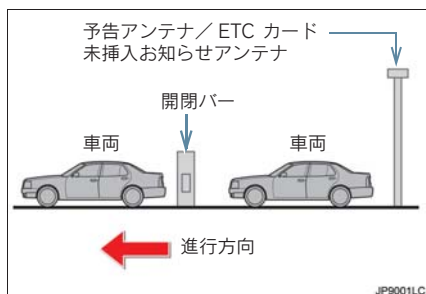 予告アンテナ／ETC カード
未挿入お知らせアンテナ
開閉バー
車両
車両
進行方向
JP9001LC